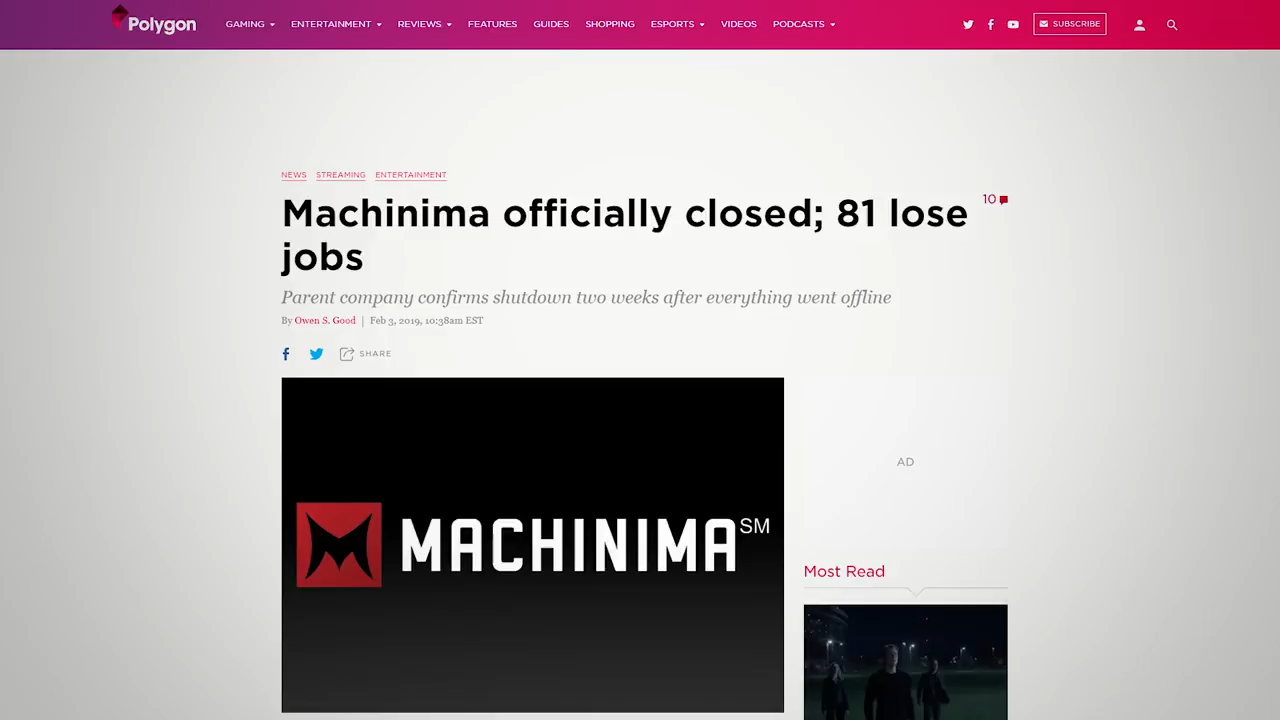 Polygon
GAMING ENTERTAINMENT REVIEWS FEATURES GUIDES SHOPPING ESPORTS VIDEOS PODCASTS
SUBSCRIBE
NEWS STREAMING ENTERTAINMENT
Machinima officially closed; 81 lose
jobs
10
Parent company confirms shutdown two weeks after everything went offline
By Owen S. Good | Feb 3, 2019, 10:38am EST
SHARE
MACHINIMA SM
AD
Most Read